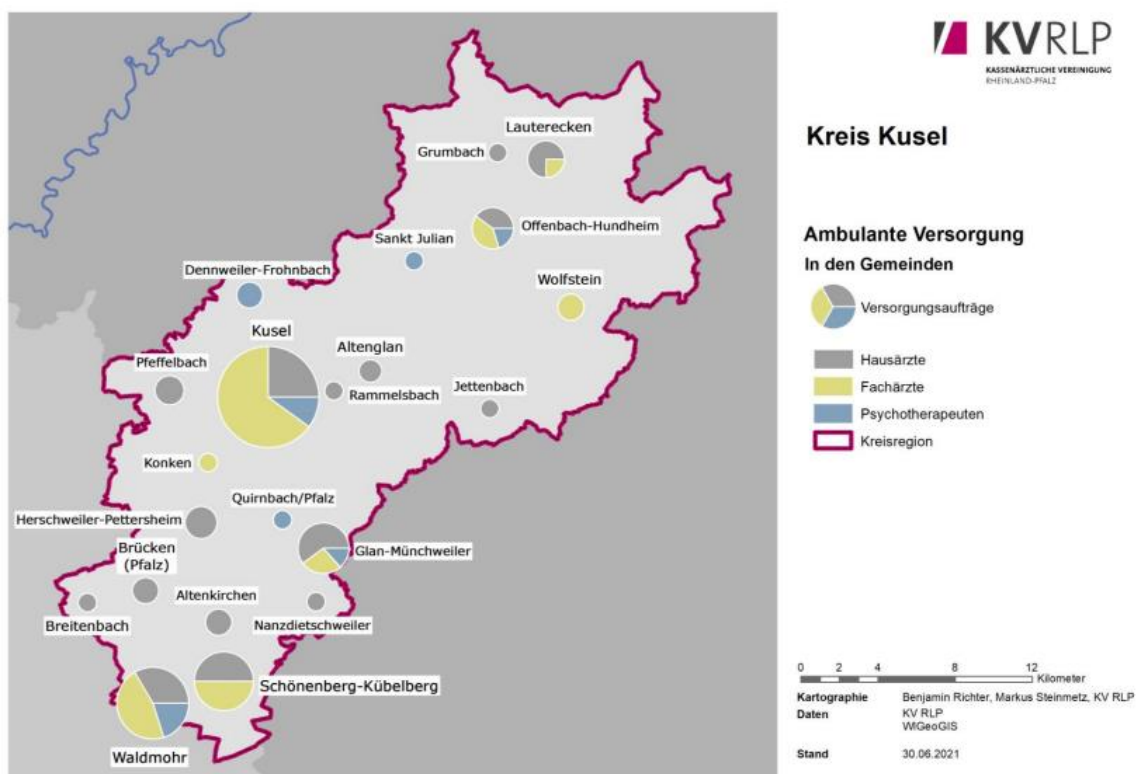 KVRLP
KASSENÄRZTLICHE VEREINIGUNG
RHEINLAND-PFALZ
Kreis Kusel
Ambulante Versorgung
In den Gemeinden
Versorgungsaufträge
Hausärzte
Fachärzte
Psychotherapeuten
Kreisregion
Lauterecken
Grumbach
Offenbach-Hundheim
Sankt Julian
Dennweiler-Frohnbach
Wolfstein
Kusel
Altenglan
Pfeffelbach
Rammelsbach
Jettenbach
Konken
Quirnbach/Pfalz
Herschweiler-Pettersheim
Glan-Münchweiler
Brücken
(Pfalz)
Altenkirchen
Breitenbach
Nanzdietschweiler
Schönenberg-Kübelberg
Waldmohr
0 2 4 8 12
Kilometer
Kartographie Benjamin Richter, Markus Steinmetz, KV RLP
Daten KV RLP
WIGeoGIS
Stand 30.06.2021